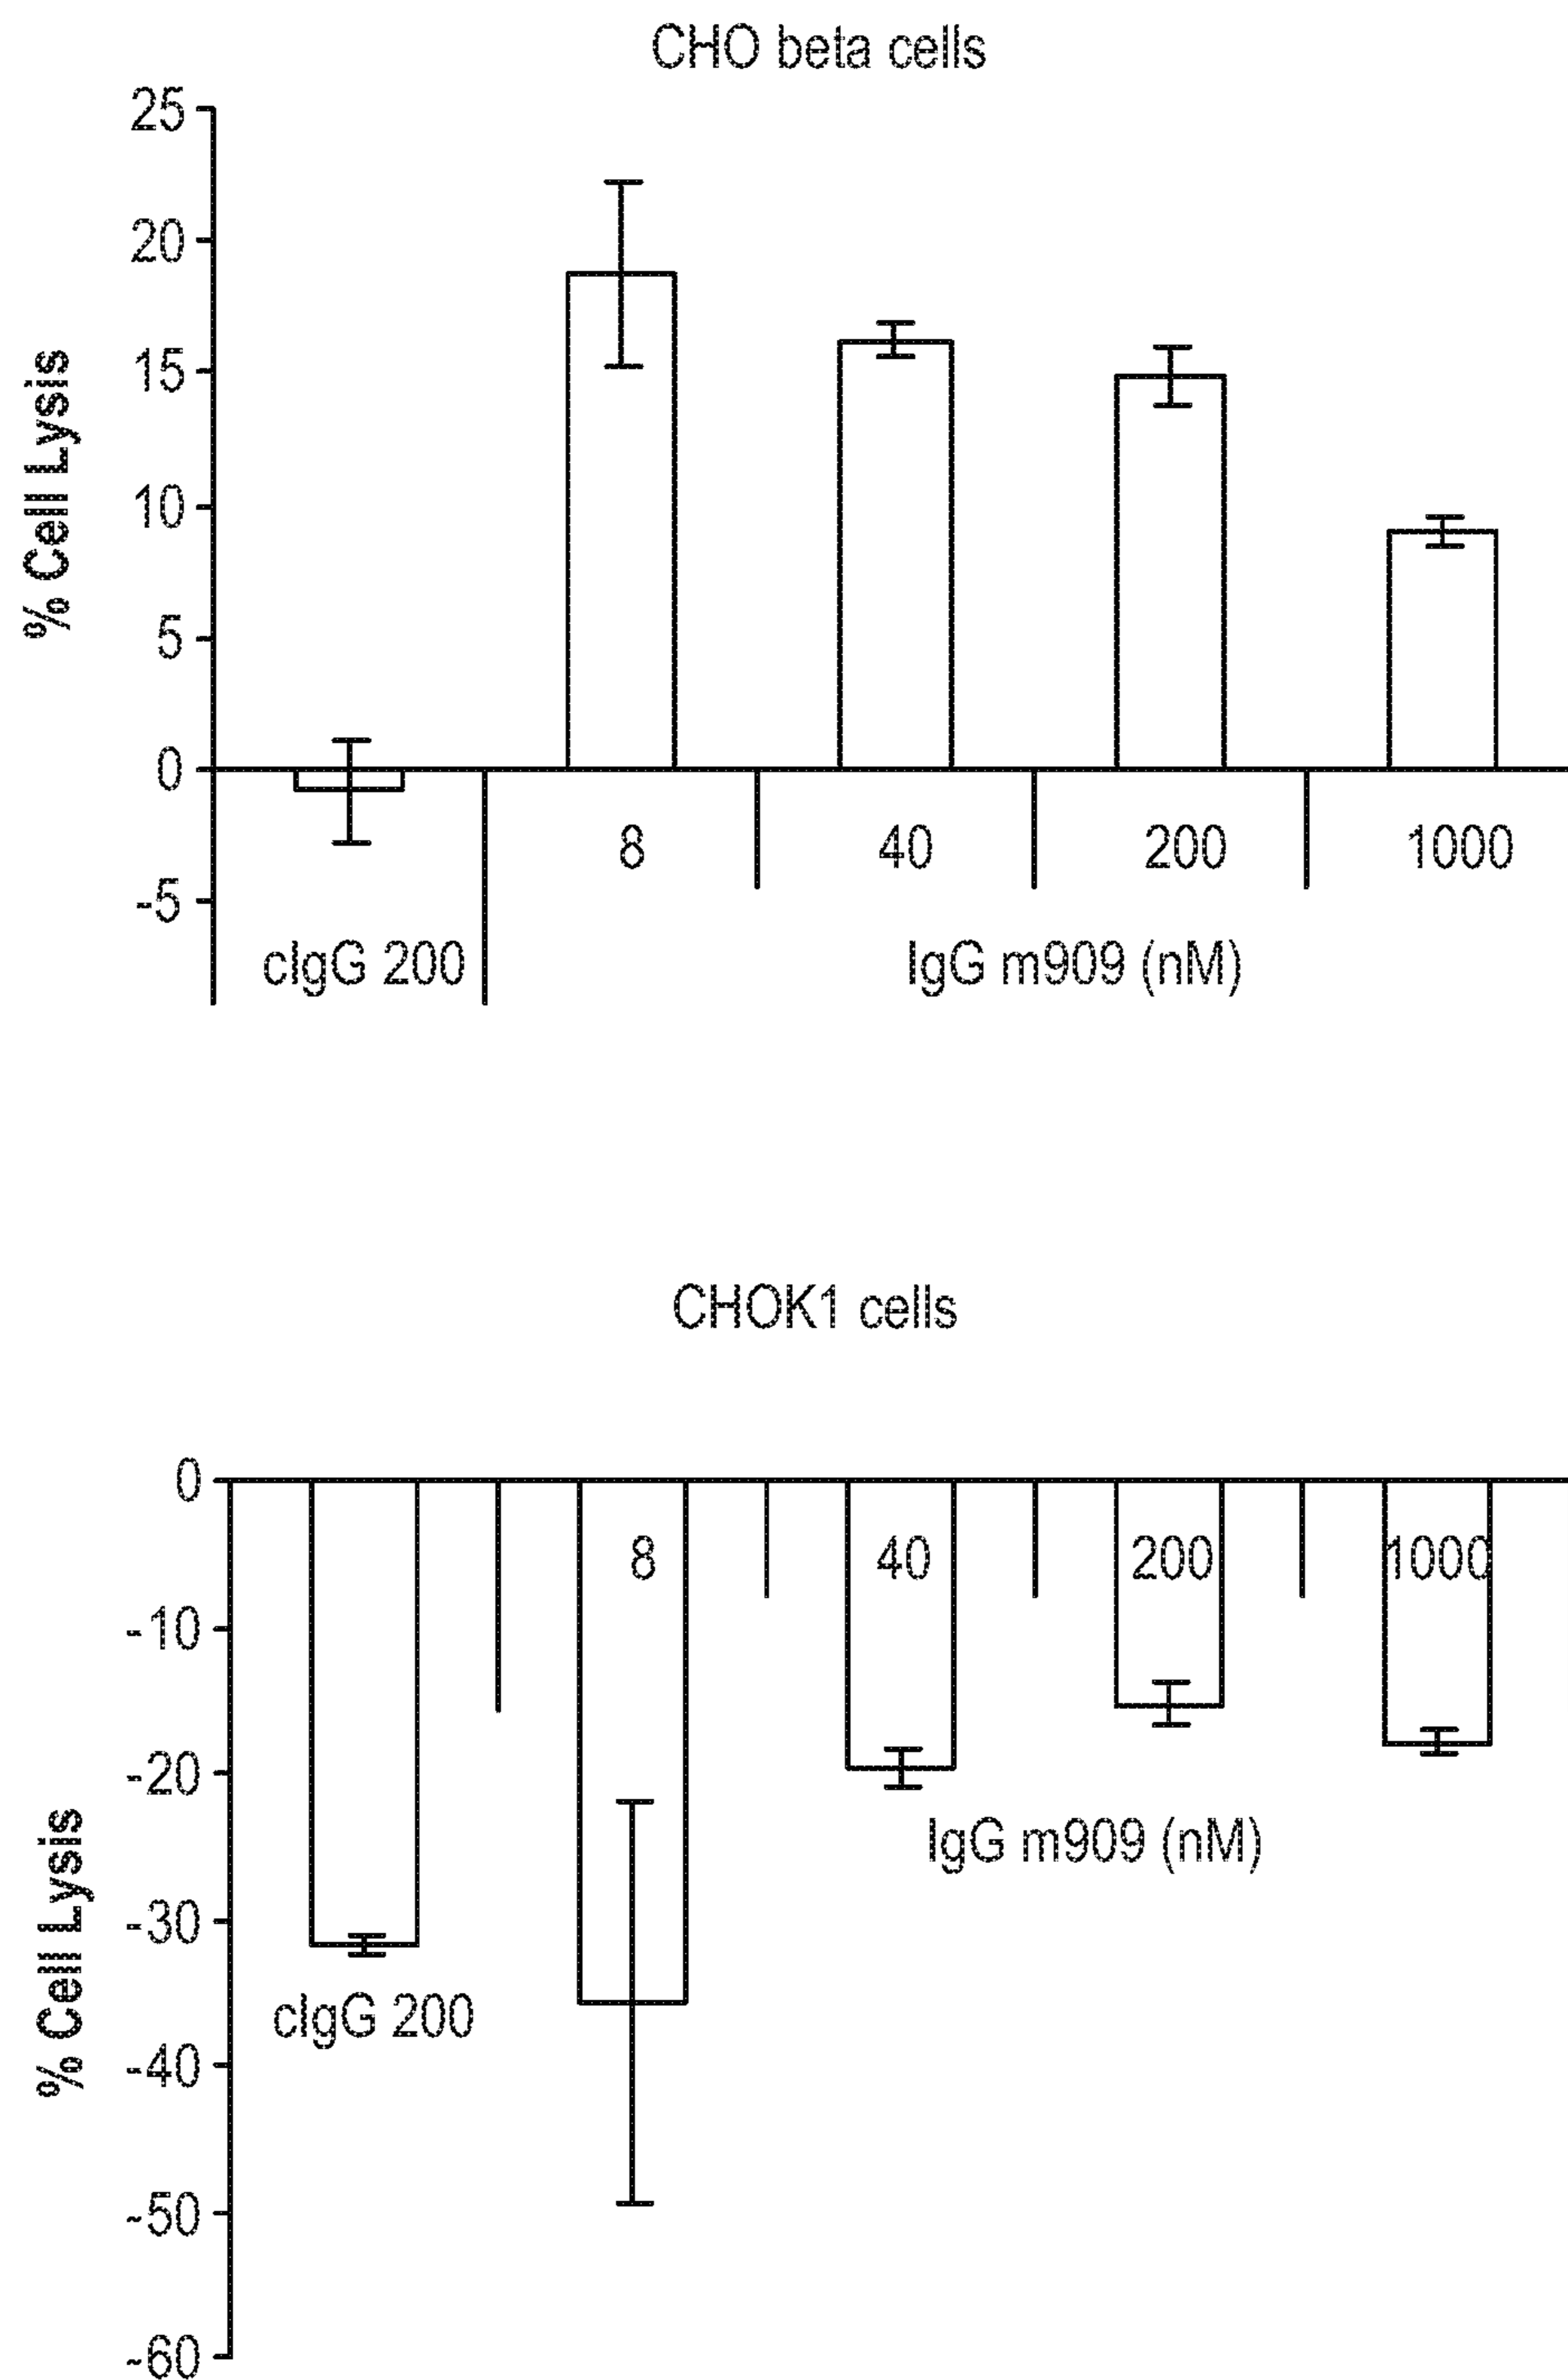 CHO beta cells
25
20
15
10
5
0
-5
% Cell Lysis
8 40 200 1000
cIgG 200 IgG m909 (nM)
CHOK1 cells
0
-10
-20
-30
-40
-50
-60
% Cell Lysis
8 40 200 1000
IgG m909 (nM)
cIgG 200